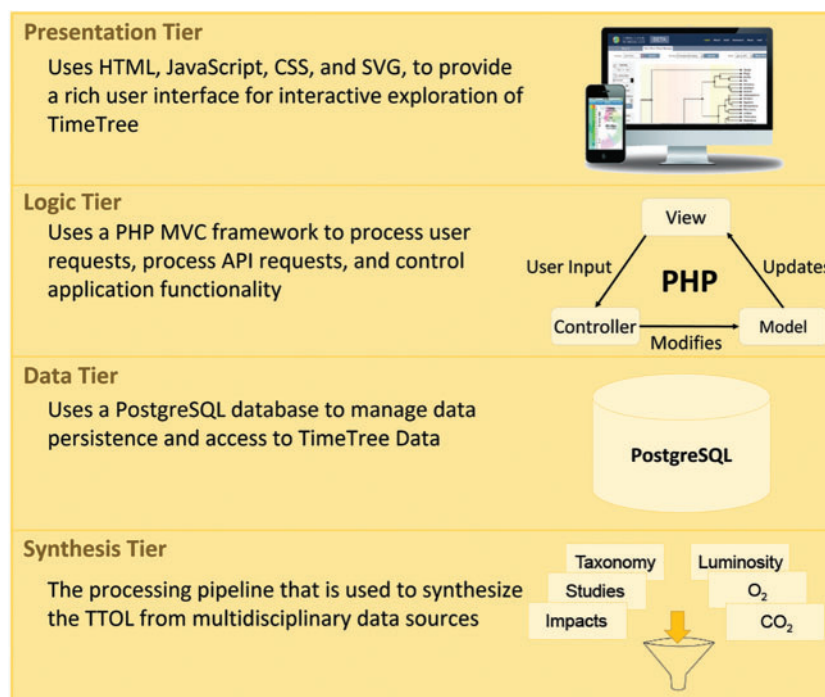 Presentation Tier
Uses HTML, JavaScript, CSS, and SVG, to provide
a rich user interface for interactive exploration of
TimeTree
Logic Tier
Uses a PHP MVC framework to process user
requests, process API requests, and control
application functionality
View
User Input
PHP
Updates
Controller
Modifies
Model
Data Tier
Uses a PostgreSQL database to manage data
persistence and access to TimeTree Data
PostgreSQL
Synthesis Tier
The processing pipeline that is used to synthesize
the TTOL from multidisciplinary data sources
Taxonomy
Luminosity
Studies
O₂
Impacts
CO₂